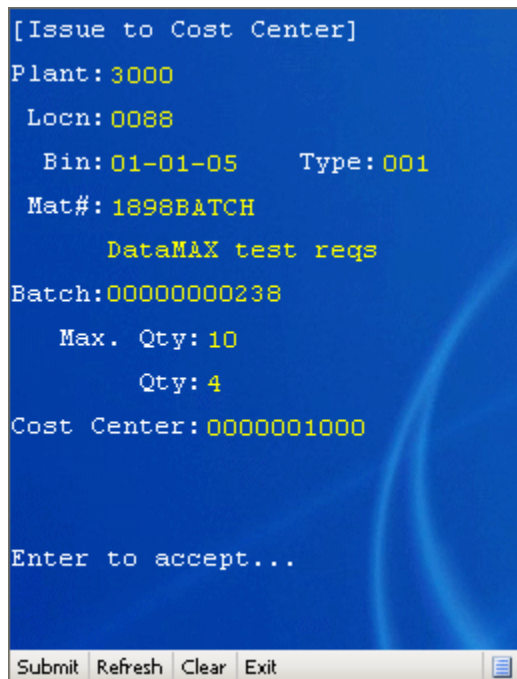 [Issue to Cost Center]
Plant: 3000
Locn: 0088
Bin: 01-01-05 Type: 001
Mat#: 1898BATCH
DataMAX test reqs
Batch: 00000000238
Max. Qty: 10
Qty: 4
Cost Center: 0000001000
Enter to accept...
Submit Refresh Clear Exit